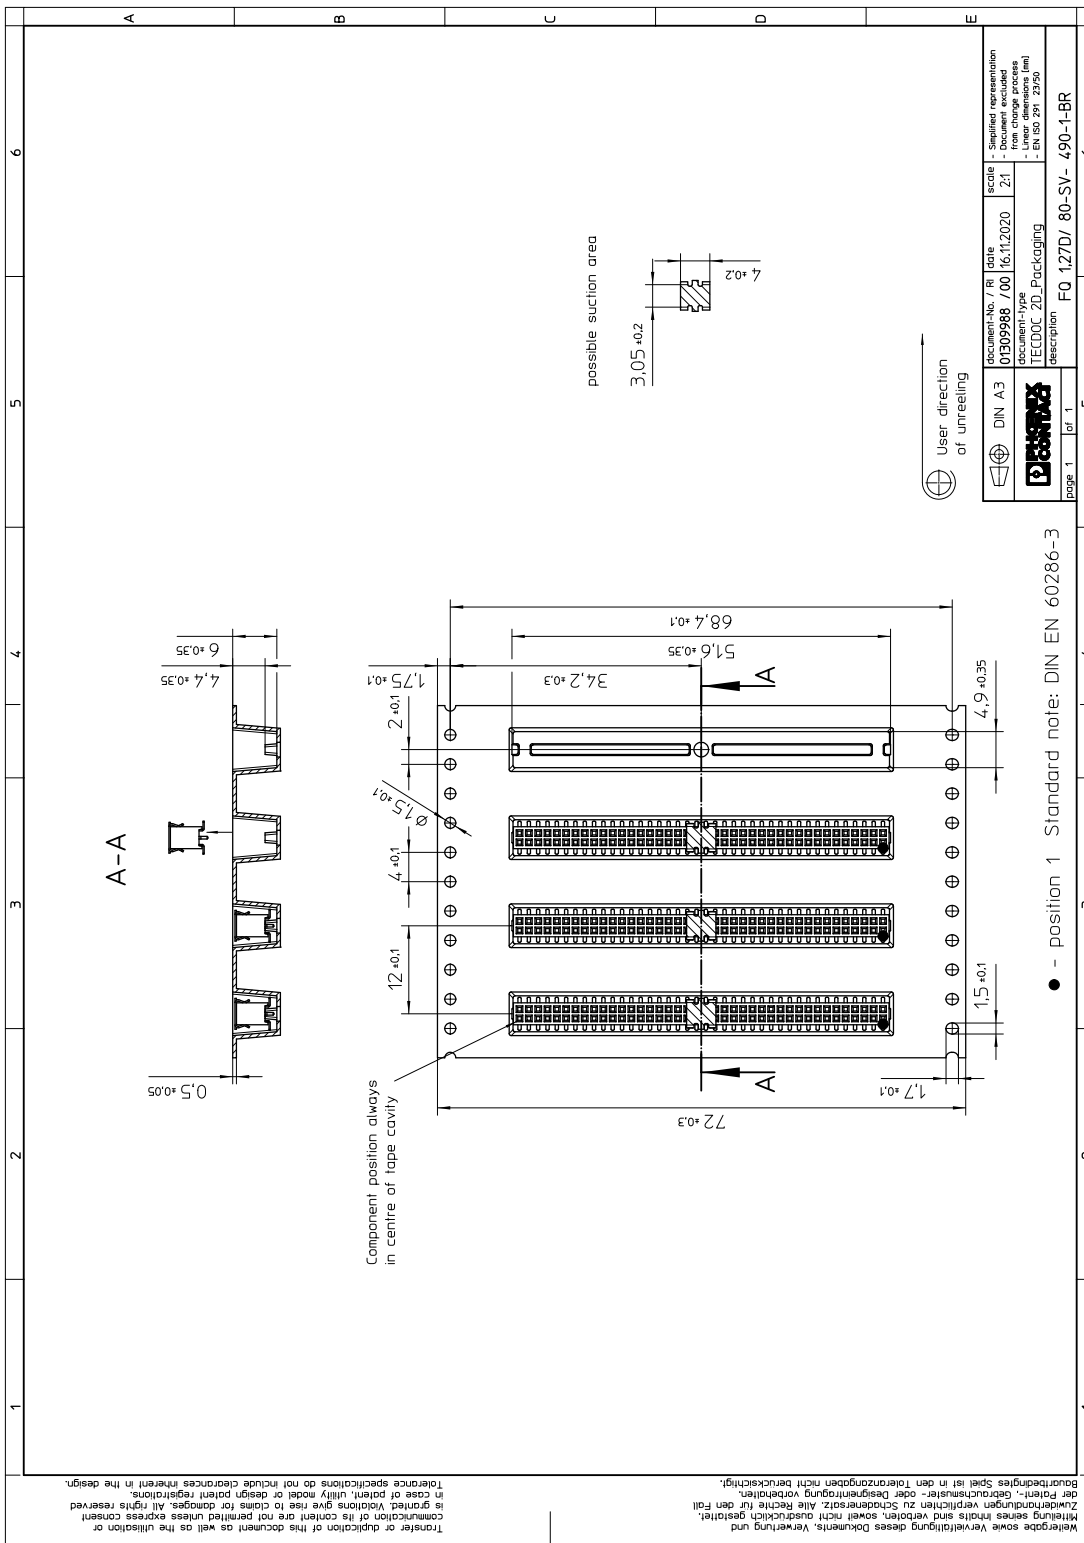 1
2
3
4
5
6
A
B
C
D
E
A-A
0,5 ±0,05
4,4 ±0,35
6 ±0,35
Component position always
in centre of tape cavity
12 ±0,1
4 ±0,1
Ø 1,5 ±0,1
2 ±0,1
1,75 ±0,1
34,2 ±0,3
51,6 ±0,35
68,4 ±0,1
72 ±0,3
A
A
1,7 ±0,1
1,5 ±0,1
4,9 ±0,35
possible suction area
3,05 ±0,2
4 ±0,2
User direction
of unreeling
● - position 1 Standard note: DIN EN 60286-3
DIN A3
document-No. / RI
01309988 / 00
date
16.11.2020
scale
2:1
- Simplified representation
- Document excluded
from change process
- Linear dimensions [mm]
- EN ISO 291 23/50
PHOENIX
CONTACT
document-type
TECDOC 2D_Packaging
page 1
of 1
description
FQ 1,27D/ 80-SV- 490-1-BR
Transfer or duplication of this document as well as the utilisation or
communication of its content are not permitted unless express consent
is granted. Violations give rise to claims for damages. All rights reserved
in case of patent, utility model or design patent registrations.
Tolerance specifications do not include clearances inherent in the design.
Weitergabe sowie Vervielfältigung dieses Dokuments, Verwertung und
Mitteilung seines Inhalts sind verboten, soweit nicht ausdrücklich gestattet.
Zuwiderhandlungen verpflichten zu Schadenersatz. Alle Rechte für den Fall
der Patent-, Gebrauchsmuster- oder Designeintragung vorbehalten.
Bauartbedingtes Spiel ist in den Toleranzangaben nicht berücksichtigt.